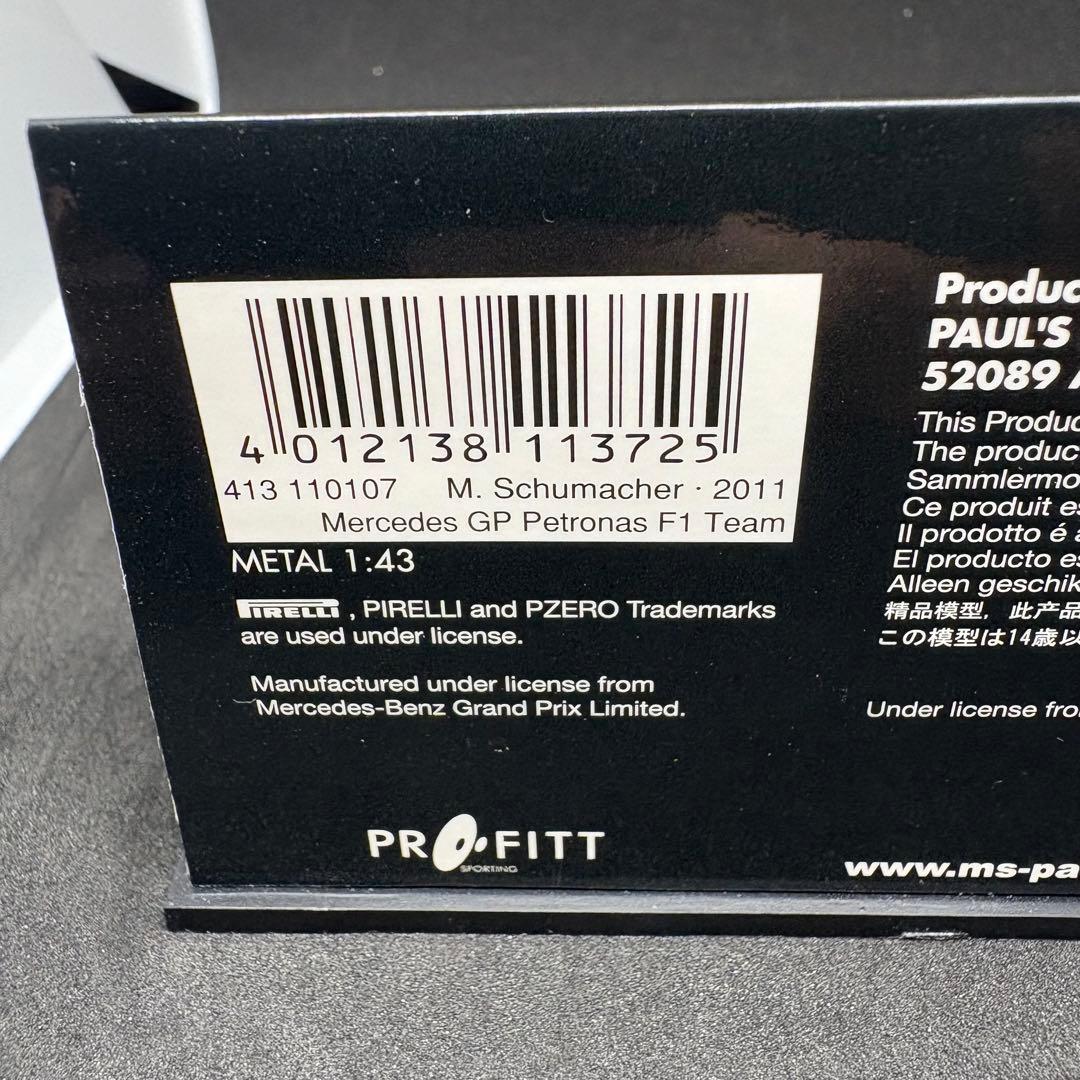 4 012138 113725
413 110107 M. Schumacher · 2011
Mercedes GP Petronas F1 Team
METAL 1:43
PIRELLI, PIRELLI and PZERO Trademarks
are used under license.
Manufactured under license from
Mercedes-Benz Grand Prix Limited.
PROFITT
SPORTING
Produc
PAUL'S
52089
This Produc
The produc
Sammlermo
Ce produit es
Il prodotto é a
El producto es
Alleen geschik
精品模型，此产品
この模型は14歳以
Under license fro
www.ms-pa